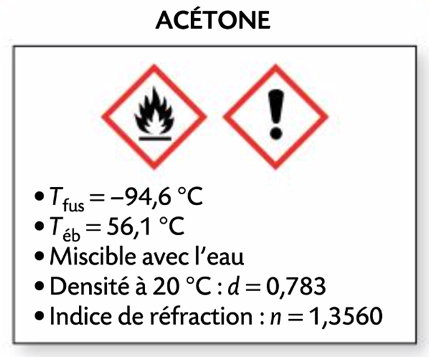 ACÉTONE
• Tfus = –94,6 °C
• Téb = 56,1 °C
• Miscible avec l'eau
• Densité à 20 °C : d = 0,783
• Indice de réfraction : n = 1,3560